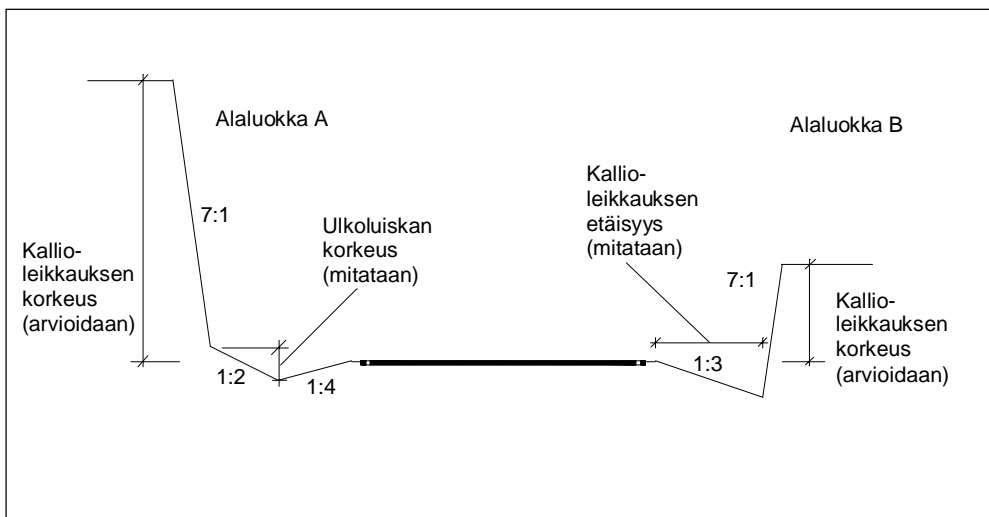 Alaluokka A
Alaluokka B
Kallio-
leikkauksen
etäisyys
(mitataan)
7:1
Ulkoluiskan
korkeus
(mitataan)
Kallio-
leikkauksen
korkeus
(arvioidaan)
7:1
Kallio-
leikkauksen
korkeus
(arvioidaan)
1:2
1:4
1:3